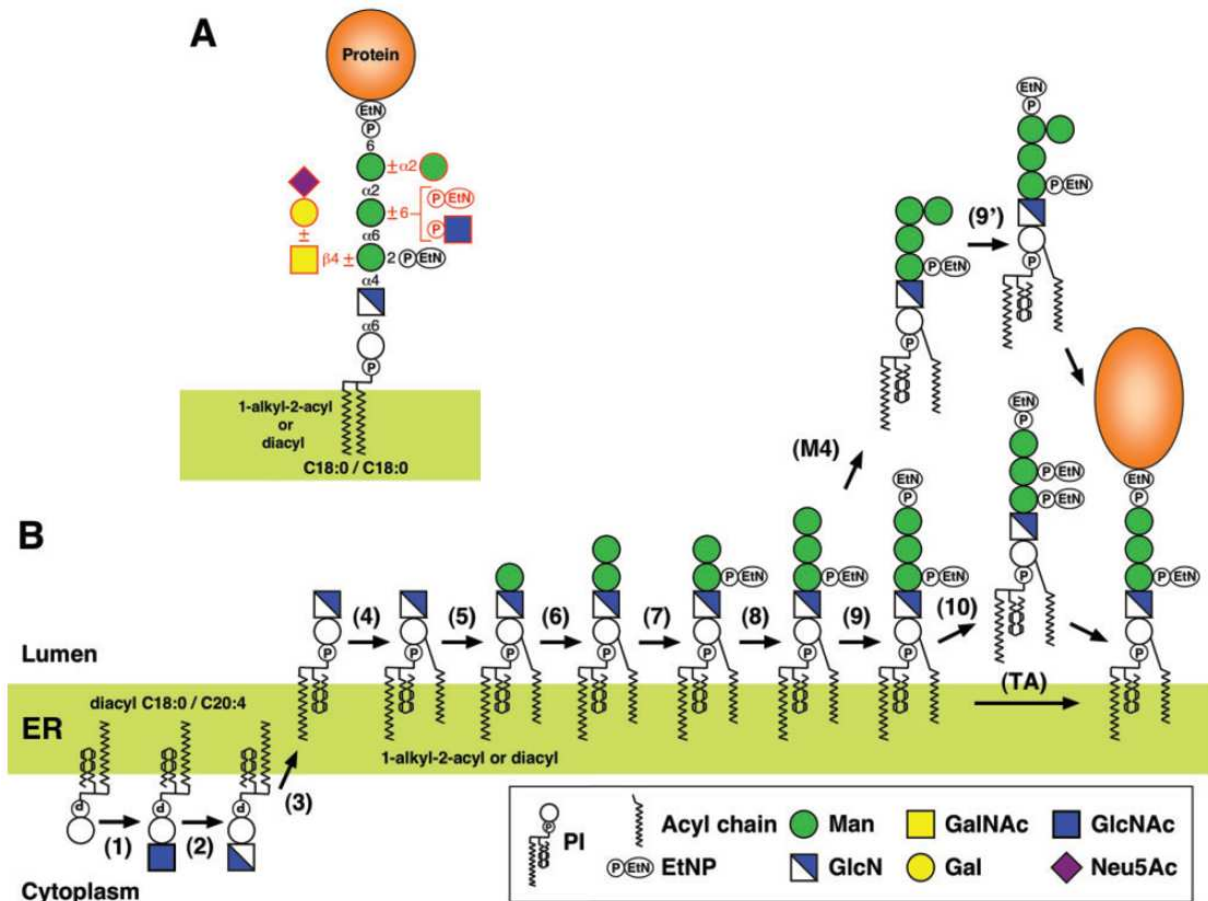 A
Protein
EtN
P
6
± α2
α2
± 6
P EtN
P
±
α6
β4 ±
2 P EtN
α4
α6
P
1-alkyl-2-acyl
or
diacyl
C18:0 / C18:0
EtN
P
P EtN
P
(9')
P EtN
P
(M4)
EtN
P
P EtN
P EtN
P
EtN
P
P EtN
P
B
Lumen
ER
Cytoplasm
diacyl C18:0 / C20:4
1-alkyl-2-acyl or diacyl
P
(1)
P
(2)
P
(3)
P
(4)
P
(5)
P
(6)
P
(7)
P EtN
P
(8)
P EtN
P
(9)
EtN
P
P EtN
P
(10)
(TA)
P
PI
Acyl chain
P EtN
EtNP
Man
GlcN
GalNAc
Gal
GlcNAc
Neu5Ac